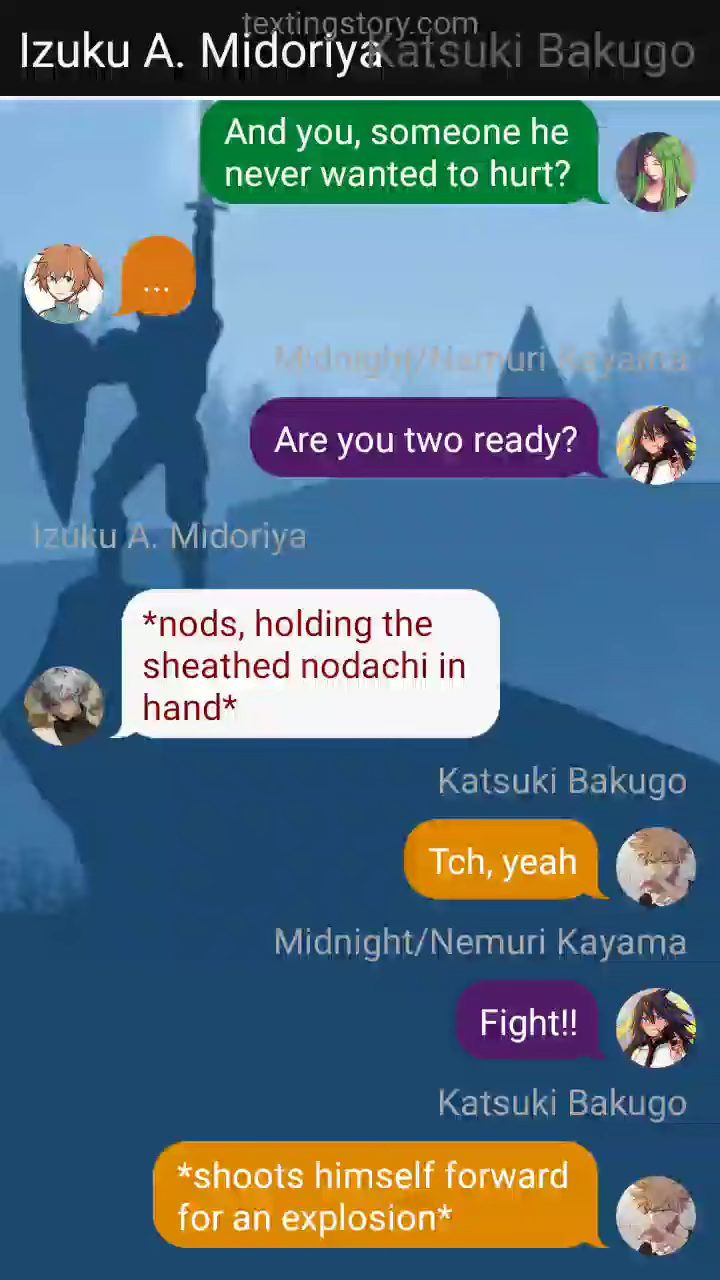 textingstory.com
Izuku A. Midoriya
Katsuki Bakugo
And you, someone he
never wanted to hurt?
...
Midnight/Nemuri Kayama
Are you two ready?
Izuku A. Midoriya
*nods, holding the
sheathed nodachi in
hand*
Katsuki Bakugo
Tch, yeah
Midnight/Nemuri Kayama
Fight!!
Katsuki Bakugo
*shoots himself forward
for an explosion*